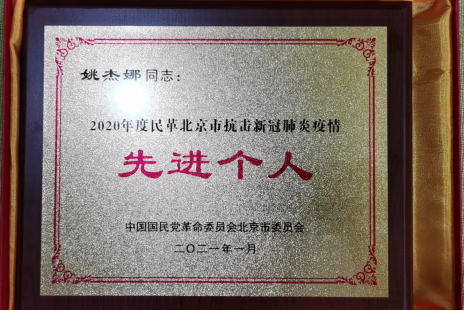 姚杰娜同志：
2020年度民革北京市抗击新冠肺炎疫情
先进个人
中国国民党革命委员会北京市委员会
二〇二一年一月